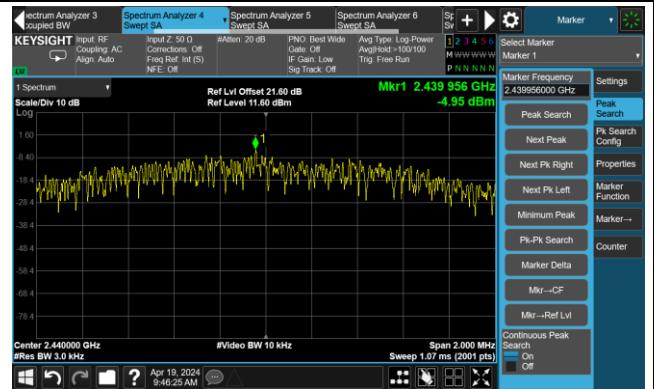 ectrum Analyzer 3
ccupied BW
Spectrum Analyzer 4
Swept SA
Spectrum Analyzer 5
Swept SA
Spectrum Analyzer 6
Swept SA
Sp
Sw
Marker
KEYSIGHT
Input: RF
Coupling: AC
Align: Auto
Input Z: 50 Ω
Corrections: Off
Freq Ref: Int (S)
NFE: Off
#Atten: 20 dB
PNO: Best Wide
Gate: Off
IF Gain: Low
Sig Track: Off
Avg Type: Log-Power
Avg|Hold:>100/100
Trig: Free Run
1 2 3 4 5 6
M W W W W W
P N N N N N
LU
Select Marker
Marker 1
1 Spectrum
Scale/Div 10 dB
Log
Ref Lvl Offset 21.60 dB
Ref Level 11.60 dBm
Mkr1 2.439 956 GHz
-4.95 dBm
1
1.60
-8.40
-18.4
-28.4
-38.4
-48.4
-58.4
-68.4
-78.4
Center 2.440000 GHz
#Res BW 3.0 kHz
#Video BW 10 kHz
Span 2.000 MHz
Sweep 1.07 ms (2001 pts)
Marker Frequency
2.439956000 GHz
Peak Search
Next Peak
Next Pk Right
Next Pk Left
Minimum Peak
Pk-Pk Search
Marker Delta
Mkr→CF
Mkr→Ref Lvl
Continuous Peak Search
On
Off
Settings
Peak Search
Pk Search Config
Properties
Marker Function
Marker→
Counter
Apr 19, 2024
9:46:25 AM